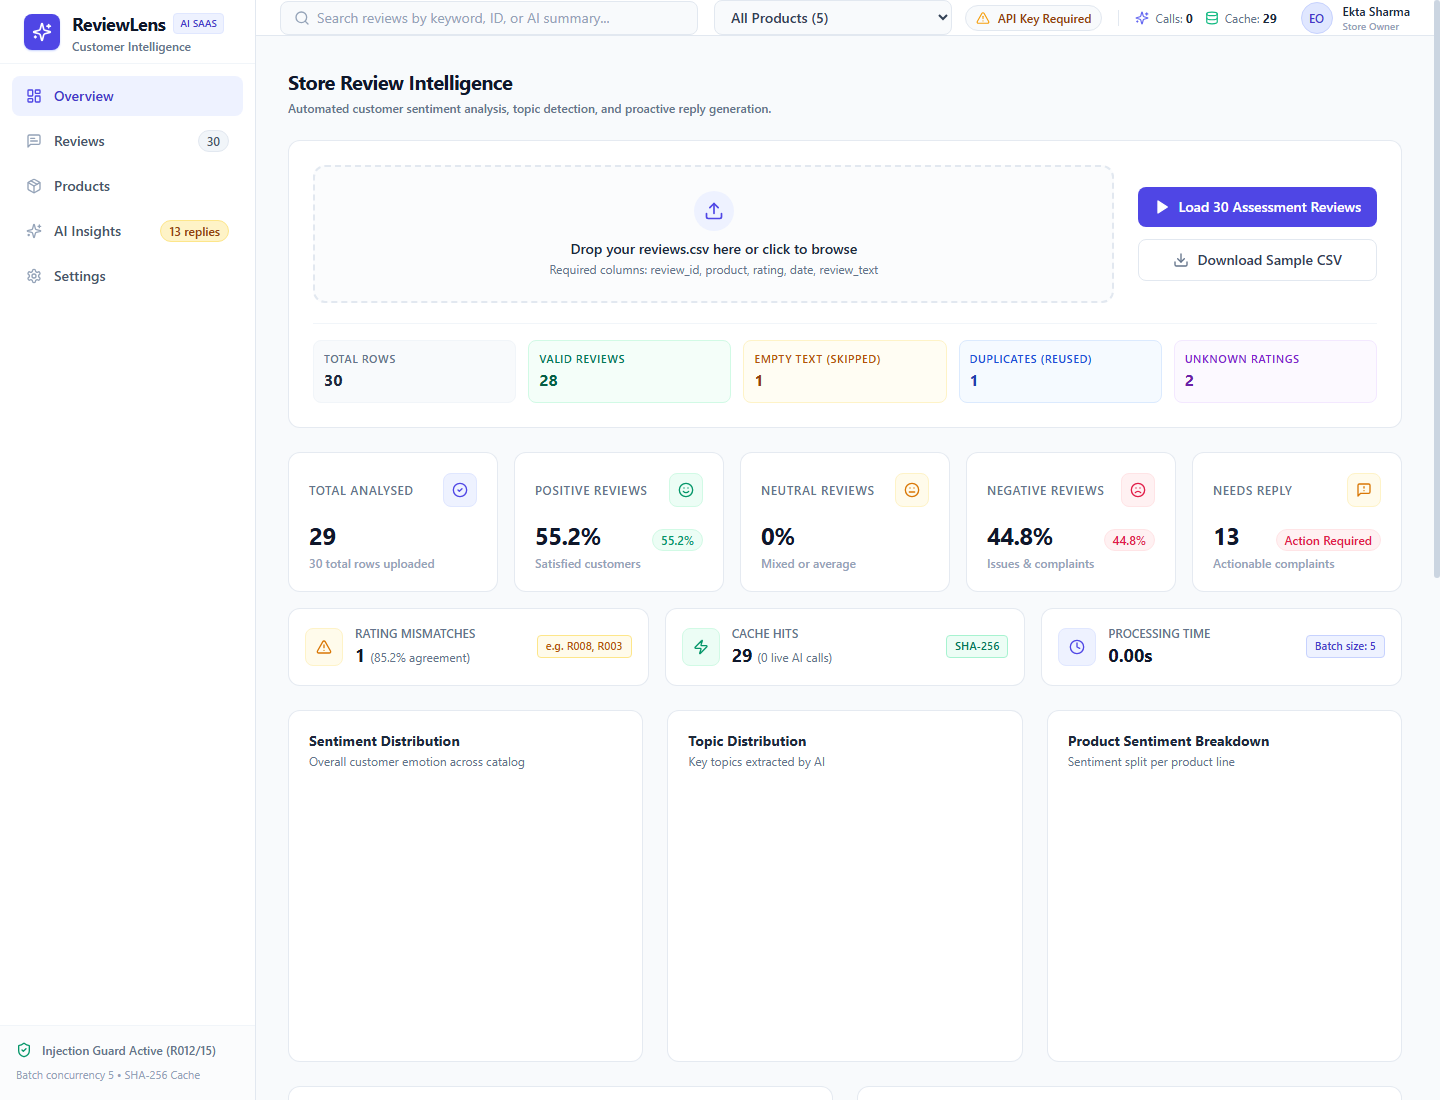 ReviewLens
AI SAAS
Customer Intelligence
Search reviews by keyword, ID, or AI summary...
All Products (5)
API Key Required
Calls: 0
Cache: 29
EO
Ekta Sharma
Store Owner
Overview
Reviews
30
Products
AI Insights
13 replies
Settings
Injection Guard Active (R012/15)
Batch concurrency 5 • SHA-256 Cache
Store Review Intelligence
Automated customer sentiment analysis, topic detection, and proactive reply generation.
Drop your reviews.csv here or click to browse
Required columns: review_id, product, rating, date, review_text
Load 30 Assessment Reviews
Download Sample CSV
TOTAL ROWS
30
VALID REVIEWS
28
EMPTY TEXT (SKIPPED)
1
DUPLICATES (REUSED)
1
UNKNOWN RATINGS
2
TOTAL ANALYSED
29
30 total rows uploaded
POSITIVE REVIEWS
55.2%
55.2%
Satisfied customers
NEUTRAL REVIEWS
0%
Mixed or average
NEGATIVE REVIEWS
44.8%
44.8%
Issues & complaints
NEEDS REPLY
13
Action Required
Actionable complaints
RATING MISMATCHES
1 (85.2% agreement)
e.g. R008, R003
CACHE HITS
29 (0 live AI calls)
SHA-256
PROCESSING TIME
0.00s
Batch size: 5
Sentiment Distribution
Overall customer emotion across catalog
Topic Distribution
Key topics extracted by AI
Product Sentiment Breakdown
Sentiment split per product line